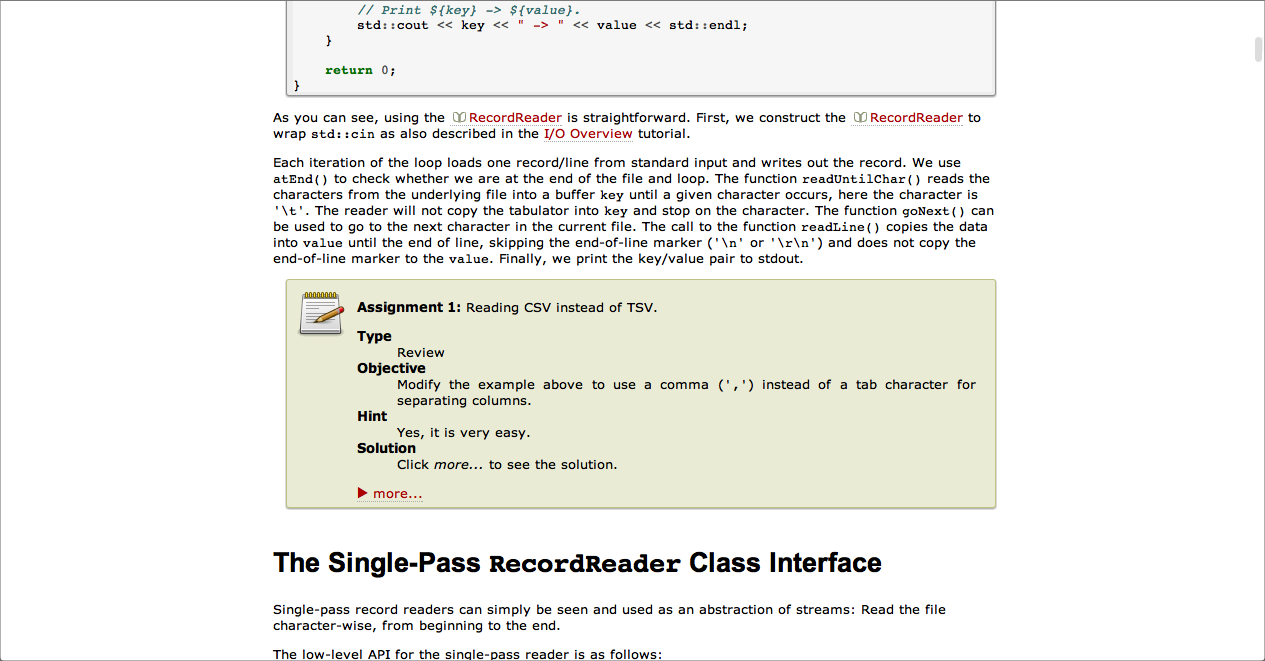 // Print ${key} -> ${value}.
std::cout << key << " -> " << value << std::endl;
}
return 0;
}
As you can see, using the RecordReader is straightforward. First, we construct the RecordReader to
wrap std::cin as also described in the I/O Overview tutorial.
Each iteration of the loop loads one record/line from standard input and writes out the record. We use
atEnd() to check whether we are at the end of the file and loop. The function readUntilChar() reads the
characters from the underlying file into a buffer key until a given character occurs, here the character is
'\t'. The reader will not copy the tabulator into key and stop on the character. The function goNext() can
be used to go to the next character in the current file. The call to the function readLine() copies the data
into value until the end of line, skipping the end-of-line marker ('\n' or '\r\n') and does not copy the
end-of-line marker to the value. Finally, we print the key/value pair to stdout.
Assignment 1: Reading CSV instead of TSV.
Type
Review
Objective
Modify the example above to use a comma (',') instead of a tab character for
separating columns.
Hint
Yes, it is very easy.
Solution
Click more... to see the solution.
more...
The Single-Pass RecordReader Class Interface
Single-pass record readers can simply be seen and used as an abstraction of streams: Read the file
character-wise, from beginning to the end.
The low-level API for the single-pass reader is as follows: